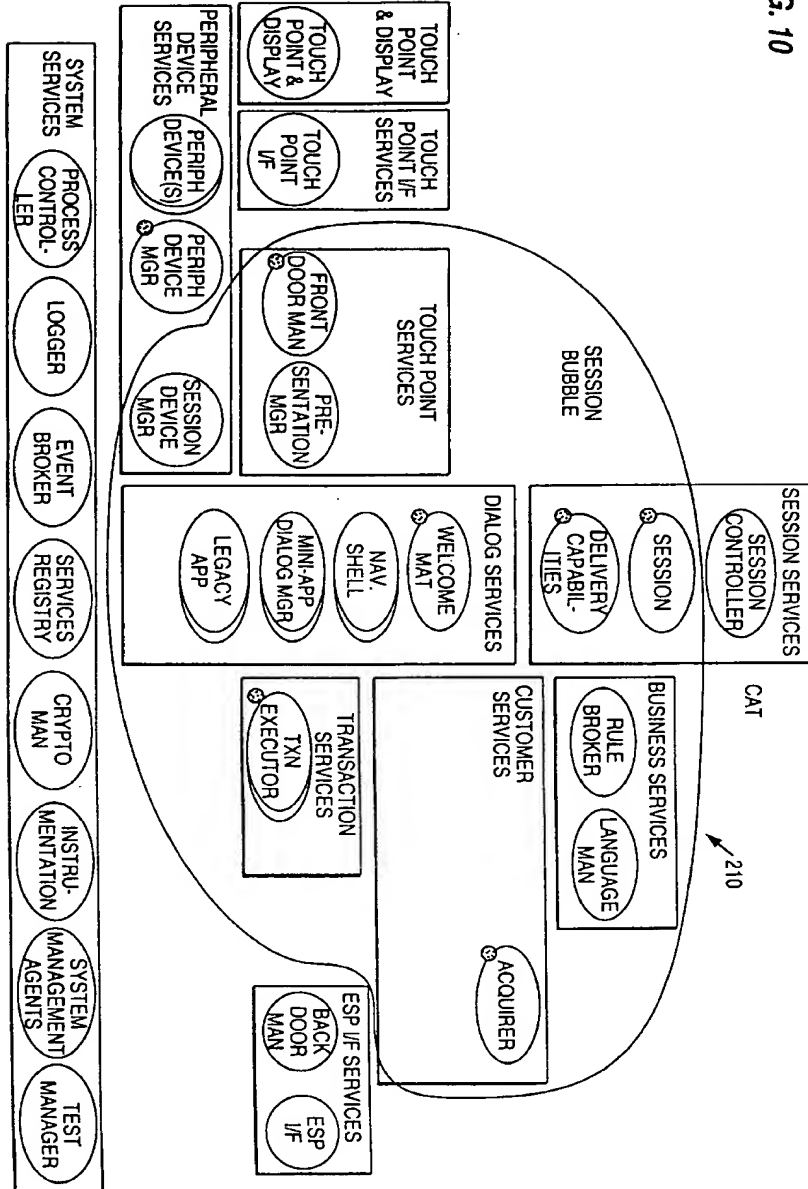 G. 10
SESSION SERVICES
SESSION
CONTROLLER
CAT
SESSION
DELIVERY
CAPABIL-
ITIES
BUSINESS SERVICES
RULE
BROKER
LANGUAGE
MAN
210
SESSION
BUBBLE
DIALOG SERVICES
WELCOME
MAT
NAV.
SHELL
MINI-APP
DIALOG MGR
LEGACY
APP
CUSTOMER
SERVICES
ACQUIRER
TOUCH
POINT
& DISPLAY
TOUCH
POINT &
DISPLAY
TOUCH
POINT I/F
SERVICES
TOUCH
POINT
I/F
TOUCH POINT
SERVICES
FRONT
DOOR MAN
PRE-
SENTATION
MGR
TRANSACTION
SERVICES
TXN
EXECUTOR
ESP I/F SERVICES
BACK
DOOR
MAN
ESP
I/F
PERIPHERAL
DEVICE
SERVICES
PERIPH
DEVICE(S)
PERIPH
DEVICE
MGR
SESSION
DEVICE
MGR
SYSTEM
SERVICES
PROCESS
CONTROL-
LER
LOGGER
EVENT
BROKER
SERVICES
REGISTRY
CRYPTO
MAN
INSTRU-
MENTATION
SYSTEM
MANAGEMENT
AGENTS
TEST
MANAGER